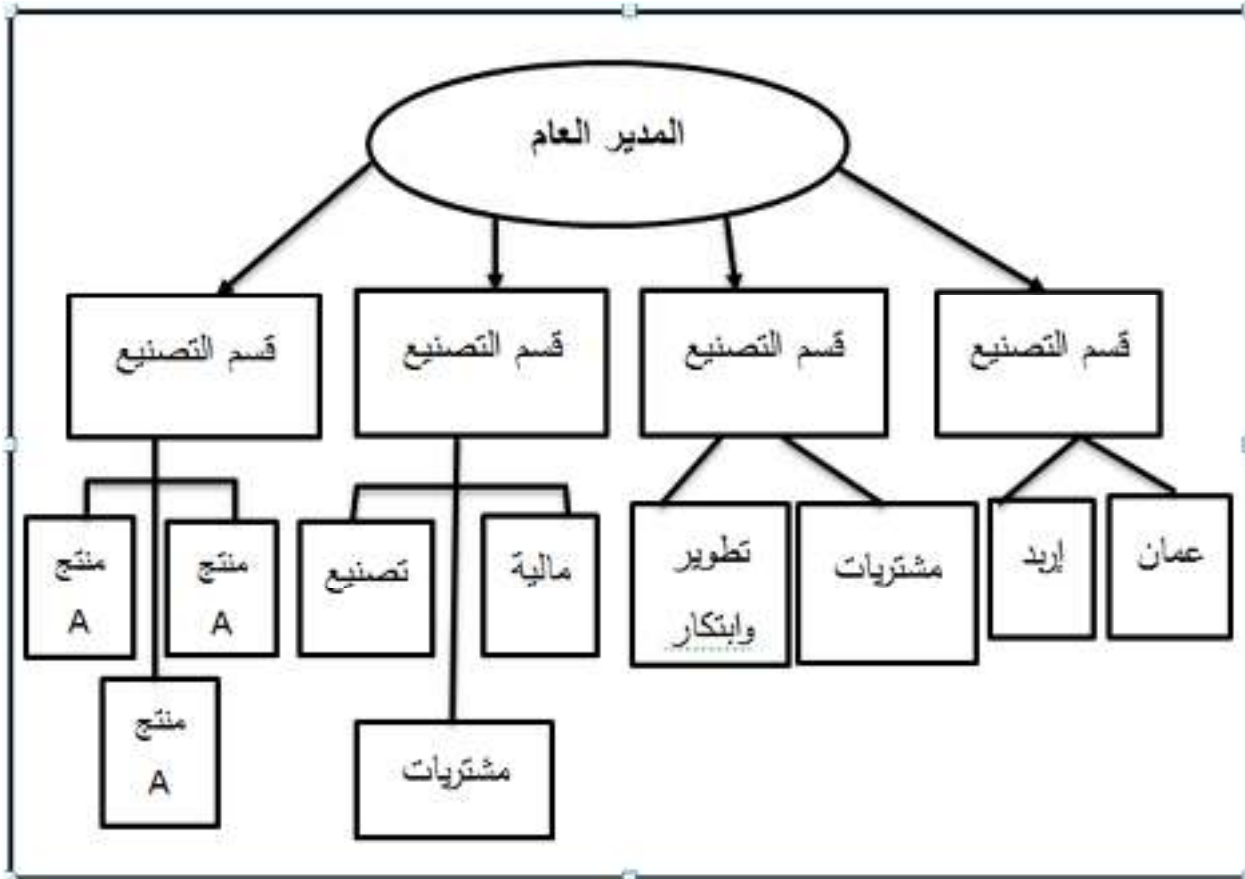 المدير العام
قسم التصنيع
قسم التصنيع
قسم التصنيع
قسم التصنيع
عمان
إربد
مشتريات
تطوير
وابتكار
مالية
تصنيع
مشتريات
منتج
A
منتج
A
منتج
A